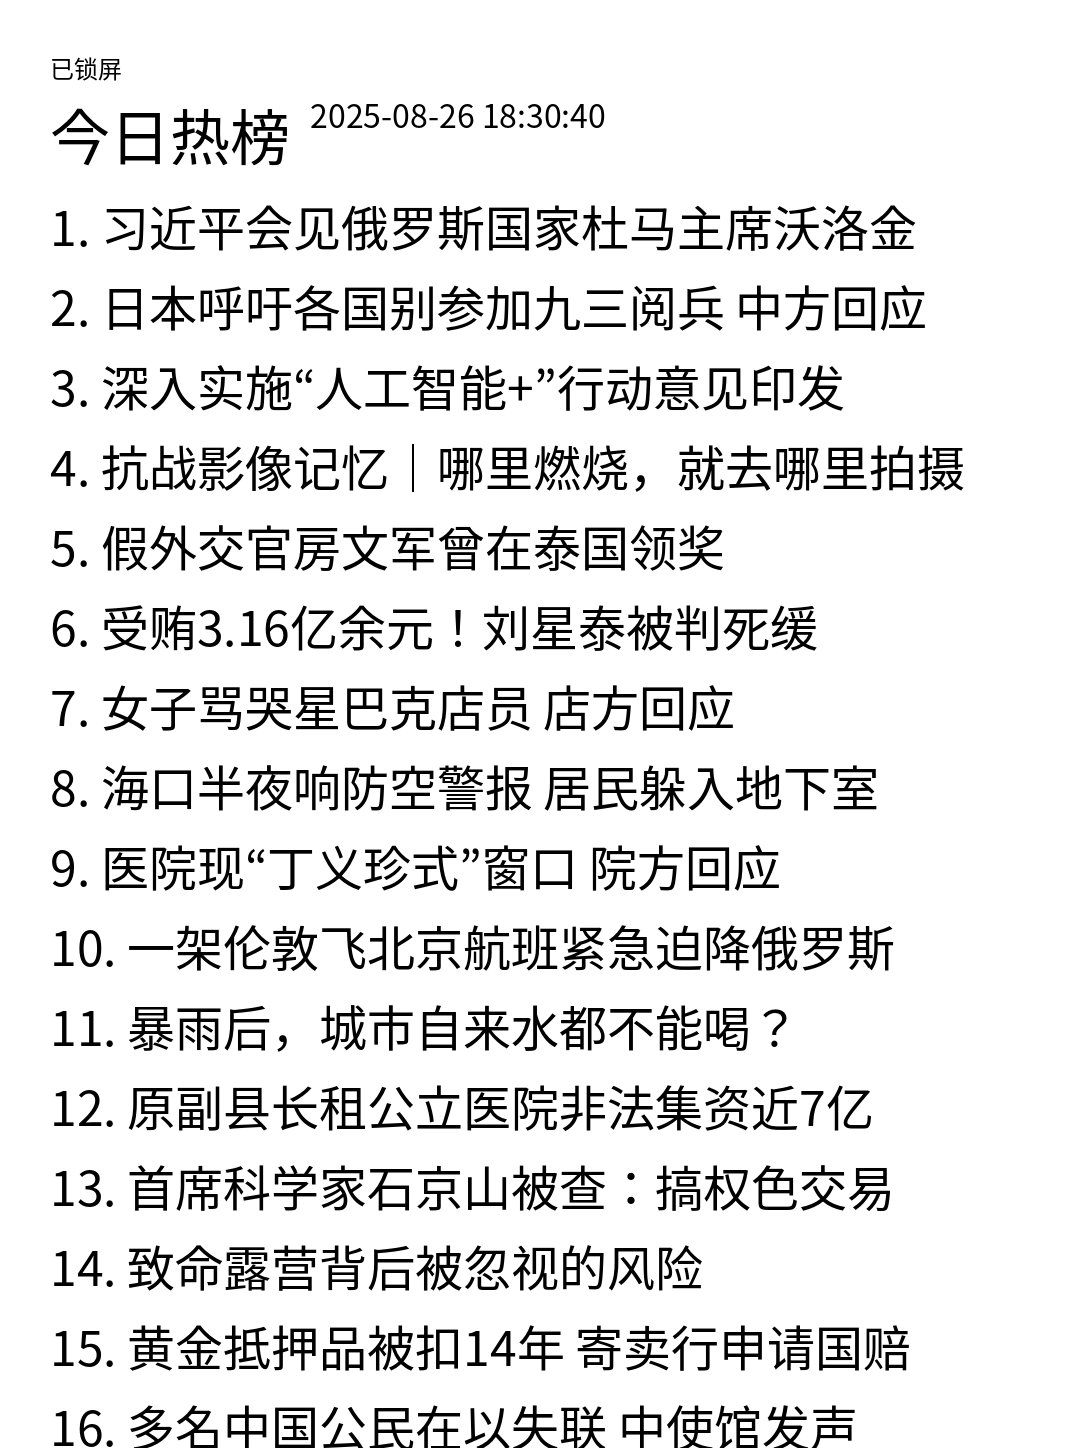 已锁屏
今日热榜 2025-08-26 18:30:40
1. 习近平会见俄罗斯国家杜马主席沃洛金
2. 日本呼吁各国别参加九三阅兵 中方回应
3. 深入实施“人工智能+”行动意见印发
4. 抗战影像记忆｜哪里燃烧，就去哪里拍摄
5. 假外交官房文军曾在泰国领奖
6. 受贿3.16亿余元！刘星泰被判死缓
7. 女子骂哭星巴克店员 店方回应
8. 海口半夜响防空警报 居民躲入地下室
9. 医院现“丁义珍式”窗口 院方回应
10. 一架伦敦飞北京航班紧急迫降俄罗斯
11. 暴雨后，城市自来水都不能喝？
12. 原副县长租公立医院非法集资近7亿
13. 首席科学家石京山被查：搞权色交易
14. 致命露营背后被忽视的风险
15. 黄金抵押品被扣14年 寄卖行申请国赔
16. 多名中国公民在以失联 中使馆发声